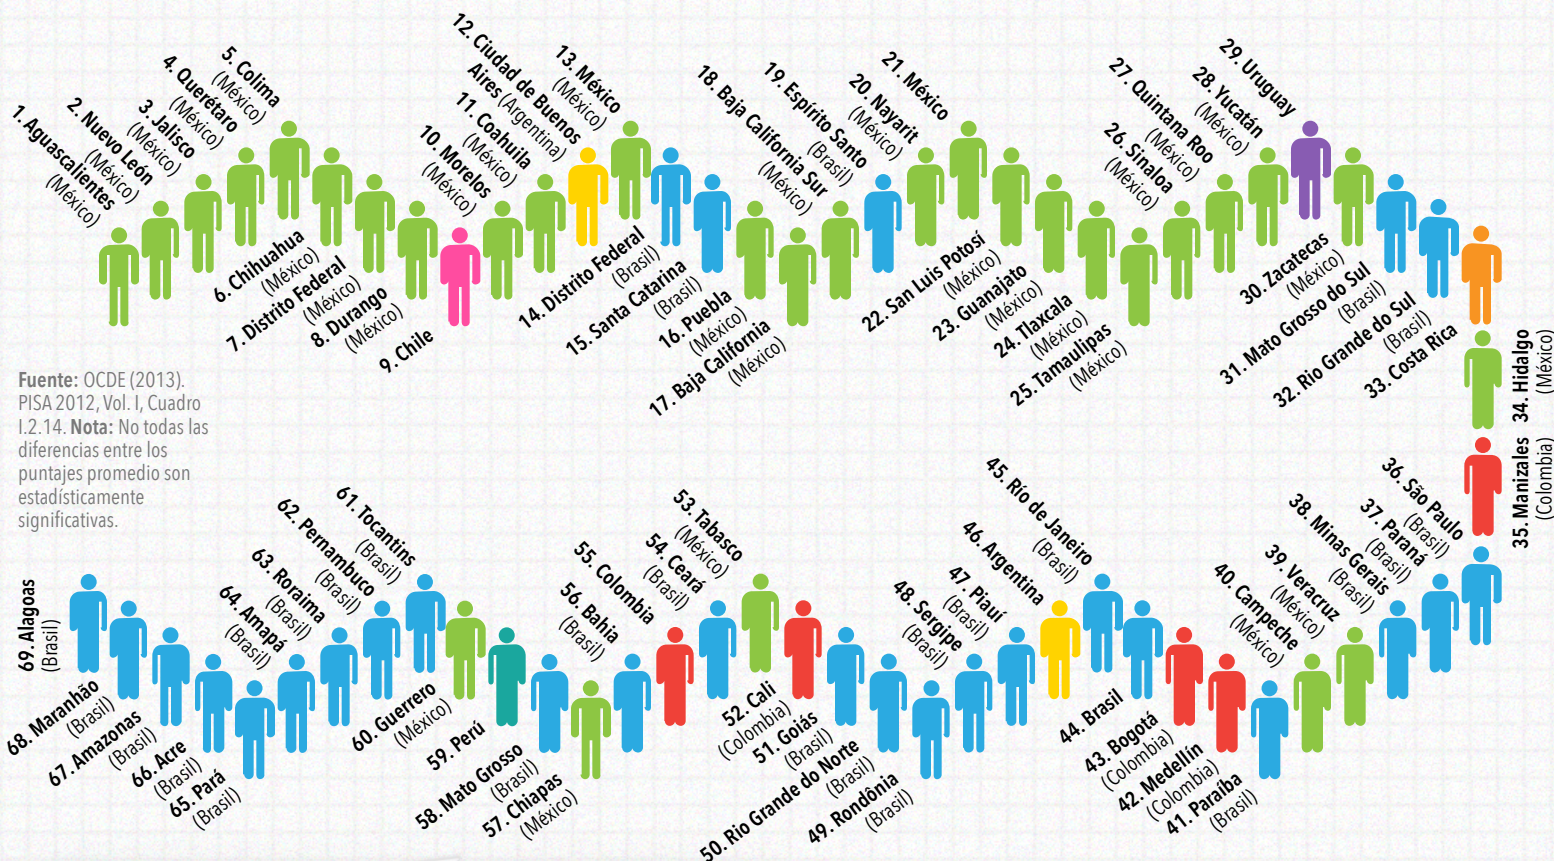 1. Aguascalientes
(México)
2. Nuevo León
(México)
3. Jalisco
(México)
4. Querétaro
(México)
5. Colima
(México)
6. Chihuahua
(México)
7. Distrito Federal
(México)
8. Durango
(México)
9. Chile
10. Morelos
(México)
11. Coahuila
(México)
12. Ciudad de Buenos
Aires (Argentina)
13. México
(México)
14. Distrito Federal
(Brasil)
15. Santa Catarina
(Brasil)
16. Puebla
(México)
17. Baja California
(México)
18. Baja California Sur
(México)
19. Espírito Santo
(Brasil)
20. Nayarit
(México)
21. México
22. San Luis Potosí
(México)
23. Guanajato
(México)
24. Tlaxcala
(México)
25. Tamaulipas
(México)
26. Sinaloa
(México)
27. Quintana Roo
(México)
28. Yucatán
(México)
29. Uruguay
30. Zacatecas
(México)
31. Mato Grosso do Sul
(Brasil)
32. Rio Grande do Sul
(Brasil)
33. Costa Rica
34. Hidalgo
(México)
35. Manizales
(Colombia)
36. São Paulo
(Brasil)
37. Paraná
(Brasil)
38. Minas Gerais
(Brasil)
39. Veracruz
(México)
40. Campeche
(México)
41. Paraíba
(Brasil)
42. Medellín
(Colombia)
43. Bogotá
(Colombia)
44. Brasil
45. Río de Janeiro
(Brasil)
46. Argentina
47. Piauí
(Brasil)
48. Sergipe
(Brasil)
49. Rondônia
(Brasil)
50. Rio Grande do Norte
(Brasil)
51. Goiás
(Brasil)
52. Cali
(Colombia)
53. Tabasco
(México)
54. Ceará
(Brasil)
55. Colombia
56. Bahia
(Brasil)
57. Chiapas
(México)
58. Mato Grosso
(Brasil)
59. Perú
60. Guerrero
(México)
61. Tocantins
(Brasil)
62. Pernambuco
(Brasil)
63. Roraima
(Brasil)
64. Amapá
(Brasil)
65. Pará
(Brasil)
66. Acre
(Brasil)
67. Amazonas
(Brasil)
68. Maranhão
(Brasil)
69. Alagoas
(Brasil)
Fuente: OCDE (2013).
PISA 2012, Vol. I, Cuadro
I.2.14. Nota: No todas las
diferencias entre los
puntajes promedio son
estadísticamente
significativas.